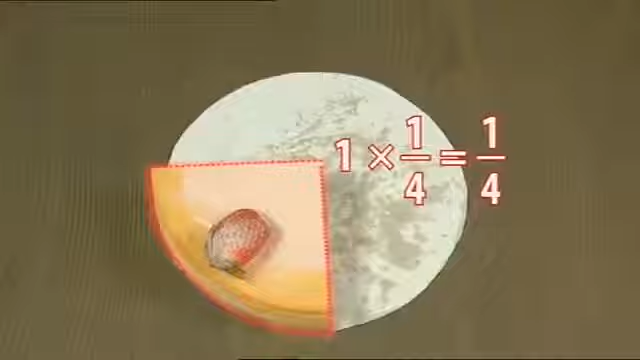 1 × 1/4 = 1/4